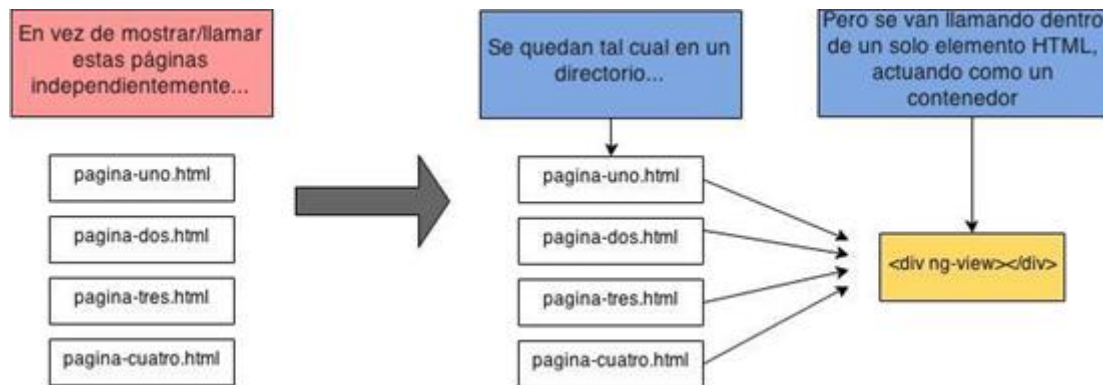 En vez de mostrar/llamar
estas páginas
independientemente...
Se quedan tal cual en un
directorio...
Pero se van llamando dentro
de un solo elemento HTML,
actuando como un
contenedor
pagina-uno.html
pagina-dos.html
pagina-tres.html
pagina-cuatro.html
pagina-uno.html
pagina-dos.html
pagina-tres.html
pagina-cuatro.html
<div ng-view></div>